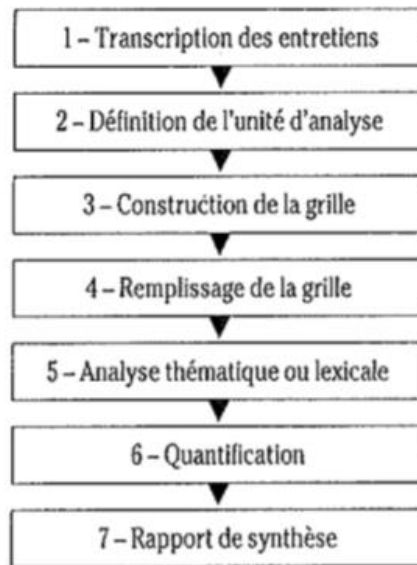 1 – Transcription des entretiens
2 – Définition de l'unité d'analyse
3 – Construction de la grille
4 – Remplissage de la grille
5 – Analyse thématique ou lexicale
6 – Quantification
7 – Rapport de synthèse